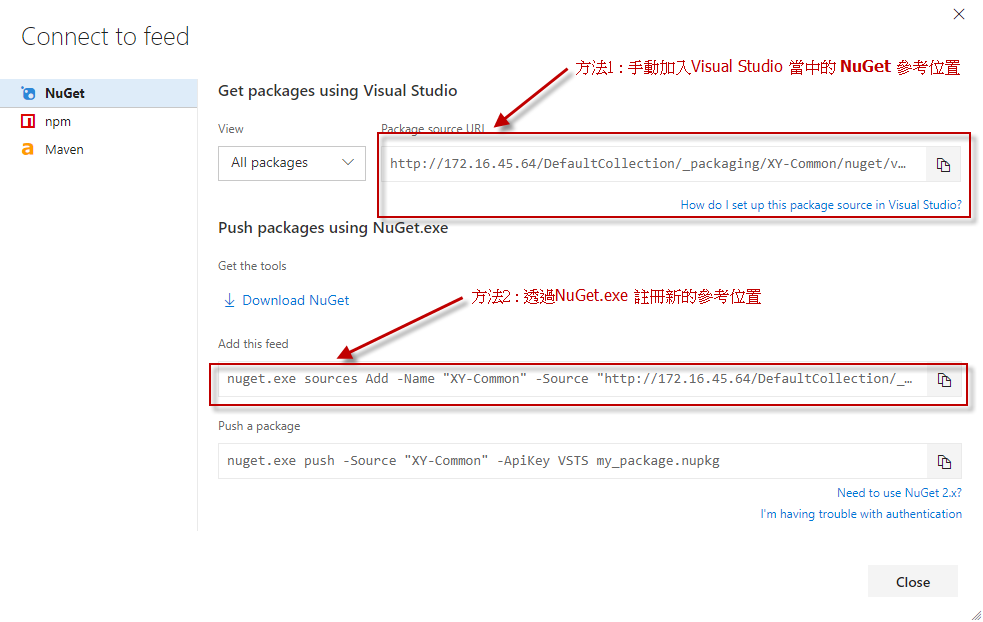 Connect to feed
方法1 : 手動加入Visual Studio 當中的 NuGet 參考位置
NuGet
npm
Maven
Get packages using Visual Studio
View
Package source URL
All packages
http://172.16.45.64/DefaultCollection/_packaging/XY-Common/nuget/v…
How do I set up this package source in Visual Studio?
Push packages using NuGet.exe
Get the tools
Download NuGet
方法2 : 透過NuGet.exe 註冊新的參考位置
Add this feed
nuget.exe sources Add -Name "XY-Common" -Source "http://172.16.45.64/DefaultCollection/_…
Push a package
nuget.exe push -Source "XY-Common" -ApiKey VSTS my_package.nupkg
Need to use NuGet 2.x?
I'm having trouble with authentication
Close